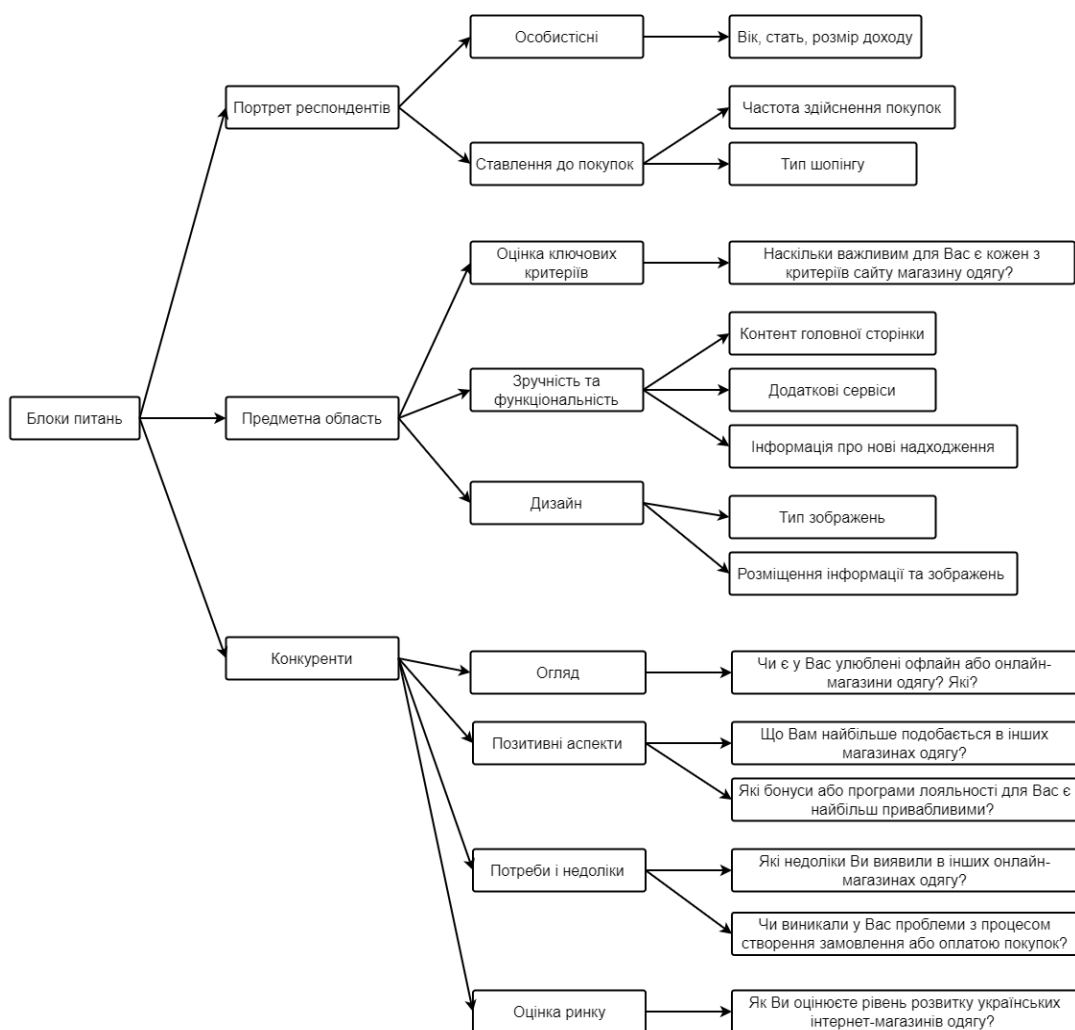 Особистісні
Вік, стать, розмір доходу
Портрет респондентів
Частота здійснення покупок
Ставлення до покупок
Тип шопінгу
Оцінка ключових
критеріїв
Наскільки важливим для Вас є кожен з
критеріїв сайту магазину одягу?
Контент головної сторінки
Зручність та
функціональність
Додаткові сервіси
Блоки питань
Предметна область
Інформація про нові надходження
Дизайн
Тип зображень
Розміщення інформації та зображень
Конкуренти
Огляд
Чи є у Вас улюблені офлайн або онлайн-
магазини одягу? Які?
Позитивні аспекти
Що Вам найбільше подобається в інших
магазинах одягу?
Які бонуси або програми лояльності для Вас є
найбільш привабливими?
Потреби і недоліки
Які недоліки Ви виявили в інших онлайн-
магазинах одягу?
Чи виникали у Вас проблеми з процесом
створення замовлення або оплатою покупок?
Оцінка ринку
Як Ви оцінюєте рівень розвитку українських
інтернет-магазинів одягу?